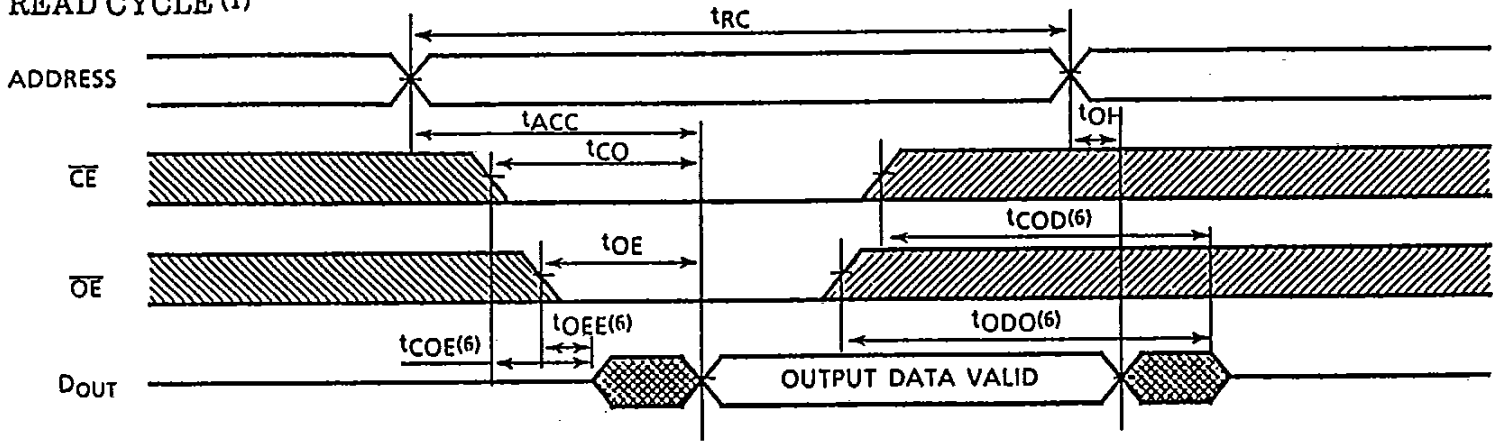 READ CYCLE (1)
tRC
ADDRESS
tOH
tACC
tCO
CE
tCOD(6)
tOE
OE
tOEE(6)
tODO(6)
tCOE(6)
DOUT
OUTPUT DATA VALID